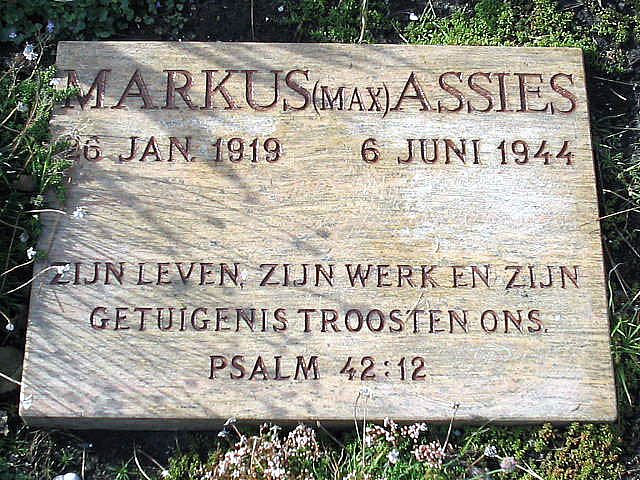 MARKUS (MAX) ASSIES
26 JAN. 1919 6 JUNI 1944
ZIJN LEVEN, ZIJN WERK EN ZIJN
GETUIGENIS TROOSTEN ONS.
PSALM 42:12